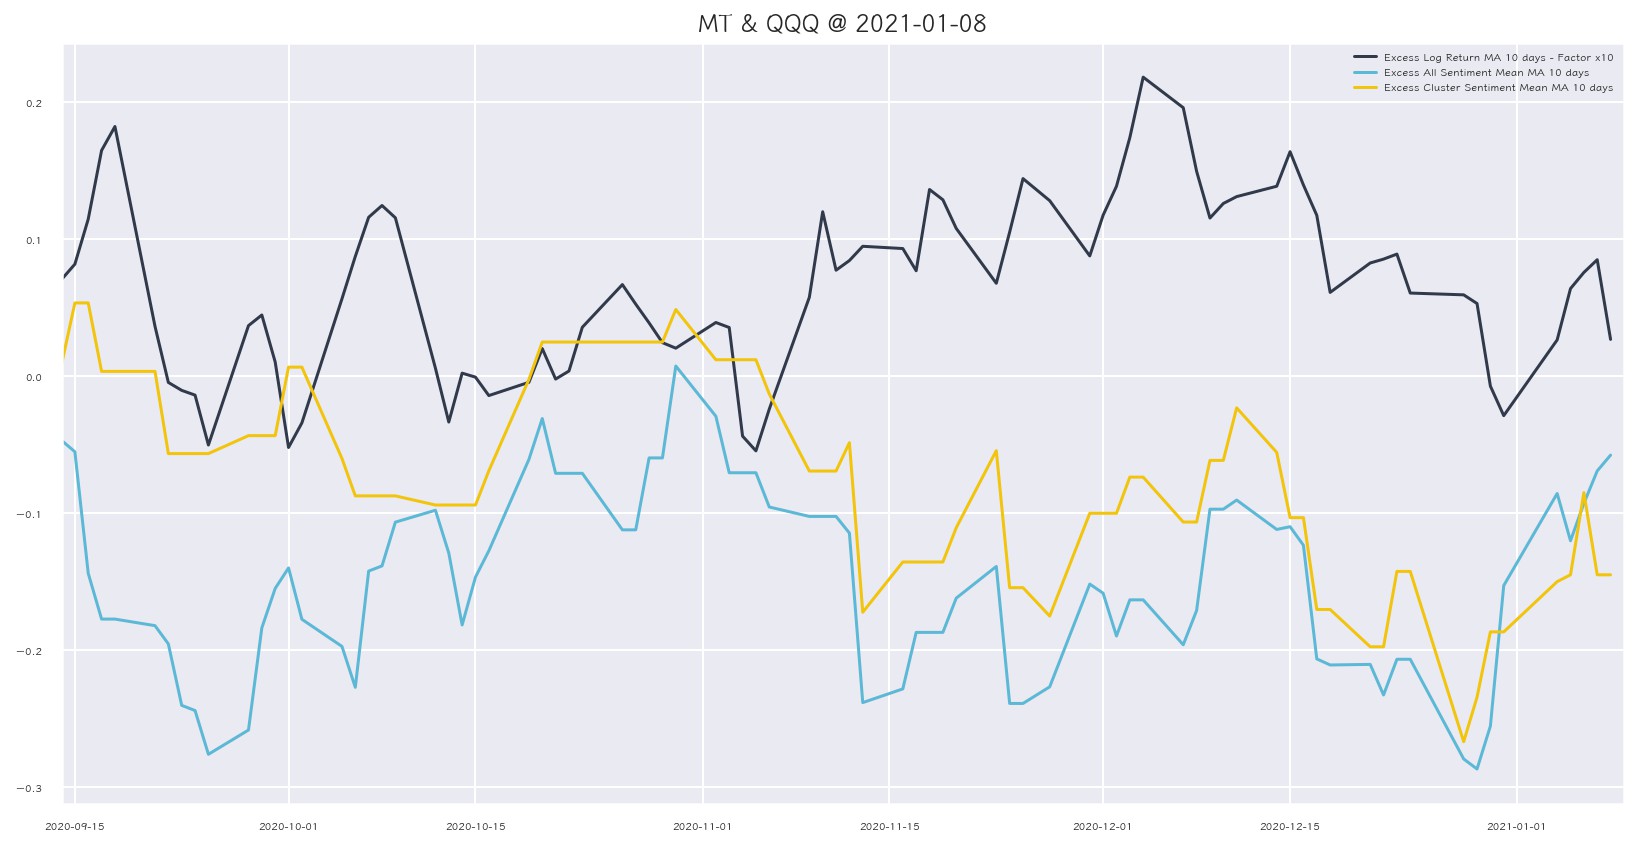 MT & QQQ @ 2021-01-08
Excess Log Return MA 10 days - Factor x10
Excess All Sentiment Mean MA 10 days
Excess Cluster Sentiment Mean MA 10 days
0.2
0.1
0.0
−0.1
−0.2
−0.3
2020-09-15 2020-10-01 2020-10-15 2020-11-01 2020-11-15 2020-12-01 2020-12-15 2021-01-01